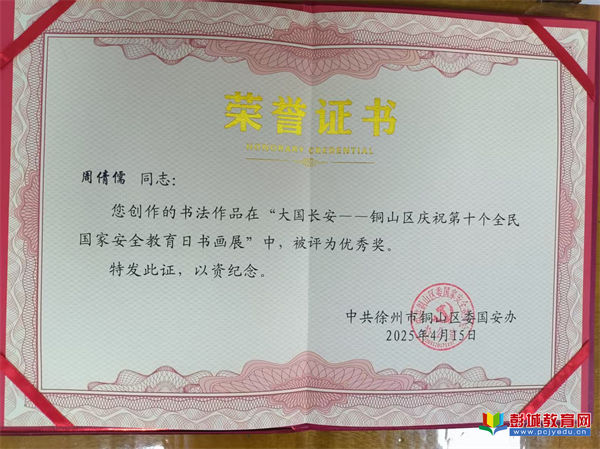 荣誉证书
HONORARY CREDENTIAL
周倩儒 同志：
您创作的书法作品在“大国长安——铜山区庆祝第十个全民
国家安全教育日书画展”中，被评为优秀奖。
特发此证，以资纪念。
中共徐州市铜山区委国安办
2025年4月15日
彭城教育网
www.pcjyedu.cn